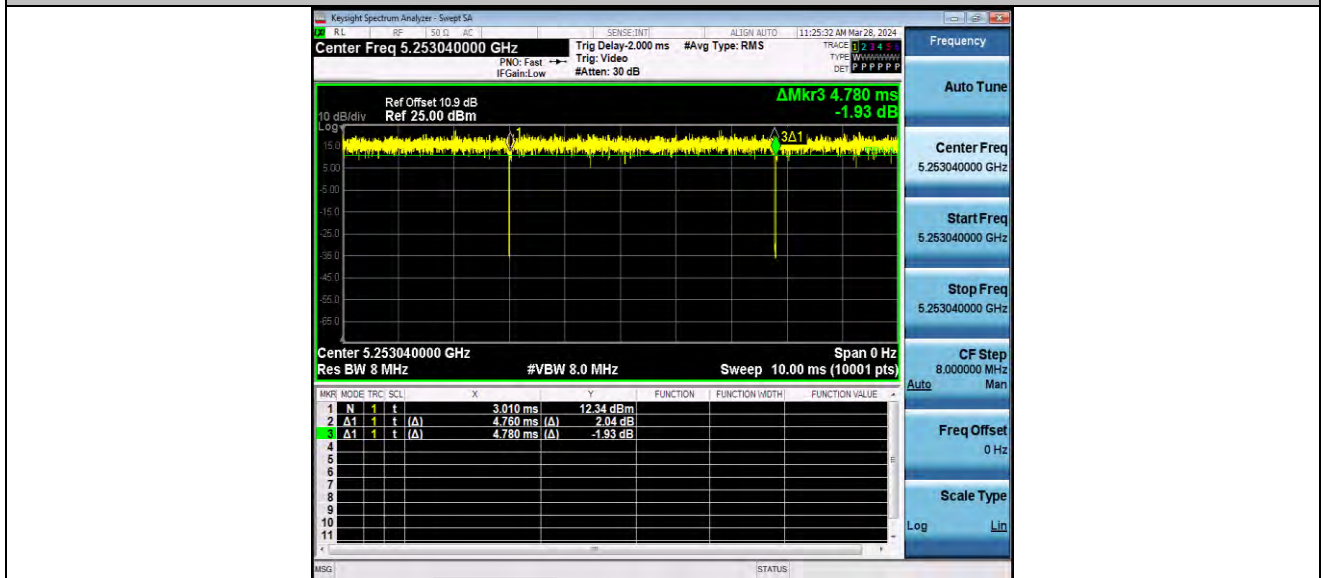 Keysight Spectrum Analyzer - Swept SA
RL RF 50 Ω AC SENSE:INT ALIGN AUTO 11:25:32 AM Mar 28, 2024
Center Freq 5.253040000 GHz Trig Delay-2.000 ms #Avg Type: RMS TRACE 1 2 3 4 5 6
PNO: Fast Trig: Video TYPE WWWWWW
IFGain:Low #Atten: 30 dB DET P P P P P P
Frequency
Auto Tune
ΔMkr3 4.780 ms
Ref Offset 10.9 dB
10 dB/div Ref 25.00 dBm -1.93 dB
Log
1
3Δ1
15.0
5.00
-5.00
-15.0
-25.0
-35.0
-45.0
-55.0
-65.0
Center 5.253040000 GHz Span 0 Hz
Res BW 8 MHz #VBW 8.0 MHz Sweep 10.00 ms (10001 pts)
MKR MODE TRC SCL X Y FUNCTION FUNCTION WIDTH FUNCTION VALUE
1 N 1 t 3.010 ms 12.34 dBm
2 Δ1 1 t (Δ) 4.760 ms (Δ) 2.04 dB
3 Δ1 1 t (Δ) 4.780 ms (Δ) -1.93 dB
4
5
6
7
8
9
10
11
Center Freq
5.253040000 GHz
Start Freq
5.253040000 GHz
Stop Freq
5.253040000 GHz
CF Step
8.000000 MHz
Auto Man
Freq Offset
0 Hz
Scale Type
Log Lin
MSG STATUS